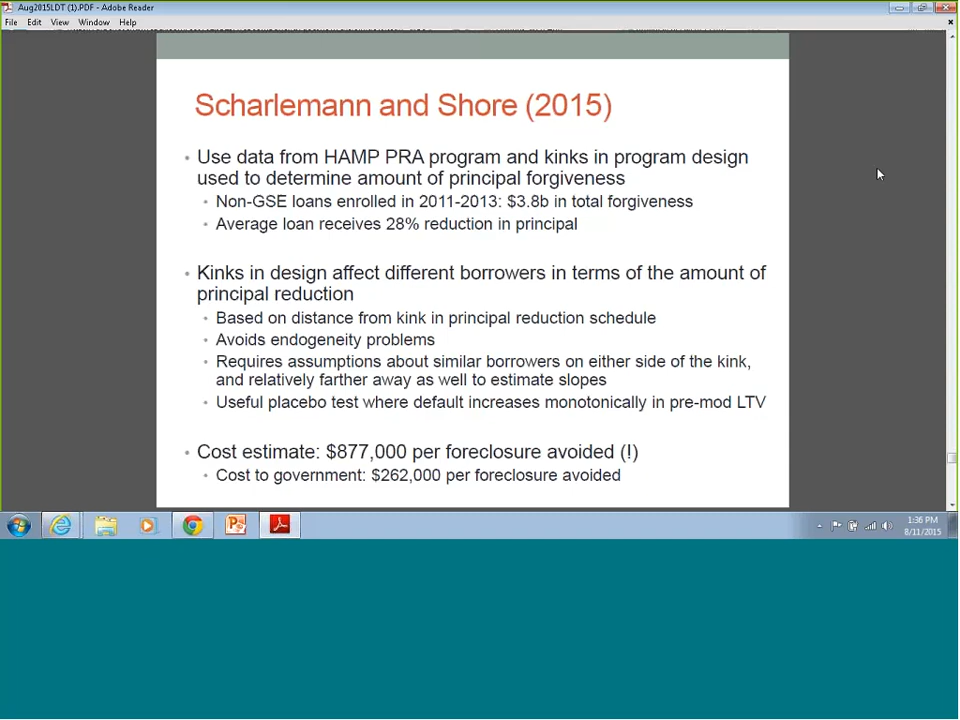 Aug2015LDT (1).PDF - Adobe Reader
File Edit View Window Help
Scharlemann and Shore (2015)
• Use data from HAMP PRA program and kinks in program design
used to determine amount of principal forgiveness
• Non-GSE loans enrolled in 2011-2013: $3.8b in total forgiveness
• Average loan receives 28% reduction in principal
• Kinks in design affect different borrowers in terms of the amount of
principal reduction
• Based on distance from kink in principal reduction schedule
• Avoids endogeneity problems
• Requires assumptions about similar borrowers on either side of the kink,
and relatively farther away as well to estimate slopes
• Useful placebo test where default increases monotonically in pre-mod LTV
• Cost estimate: $877,000 per foreclosure avoided (!)
• Cost to government: $262,000 per foreclosure avoided
1:36 PM
8/11/2015